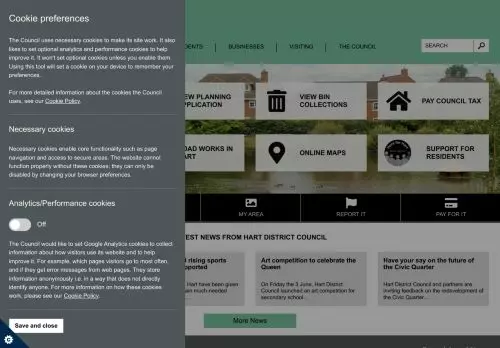 Cookie preferences
The Council uses necessary cookies to make its site work. It also
likes to set optional analytics and performance cookies to help
improve it. It won't set optional cookies unless you enable them.
Using this tool will set a cookie on your device to remember your
preferences.
For more detailed information about the cookies the Council
uses, see our Cookie Policy.
Necessary cookies
Necessary cookies enable core functionality such as page
navigation and access to secure areas. The website cannot
function properly without these cookies; they can only be
disabled by changing your browser preferences.
Analytics/Performance cookies
Off
The Council would like to set Google Analytics cookies to collect
information about how visitors use its website and to help
improve it. For example, which pages visitors go to most often,
and if they get error messages from web pages. They store
information anonymously i.e. in a way that does not directly
identify anyone. For more information on how these cookies
work, please see our Cookie Policy.
Save and close
DENTS
BUSINESSES
VISITING
THE COUNCIL
SEARCH
EW PLANNING
PPLICATION
VIEW BIN
COLLECTIONS
PAY COUNCIL TAX
OAD WORKS IN
ART
ONLINE MAPS
SUPPORT FOR
RESIDENTS
MY AREA
REPORT IT
PAY FOR IT
EST NEWS FROM HART DISTRICT COUNCIL
d rising sports
pported
Hart have been given
an much needed
Art competition to celebrate the
Queen
On Friday the 3 June, Hart District
Council launched an art competition for
secondary school...
Have your say on the future of
the Civic Quarter
Hart District Council and partners are
inviting feedback on the redevelopment of
the Civic Quarter...
More News